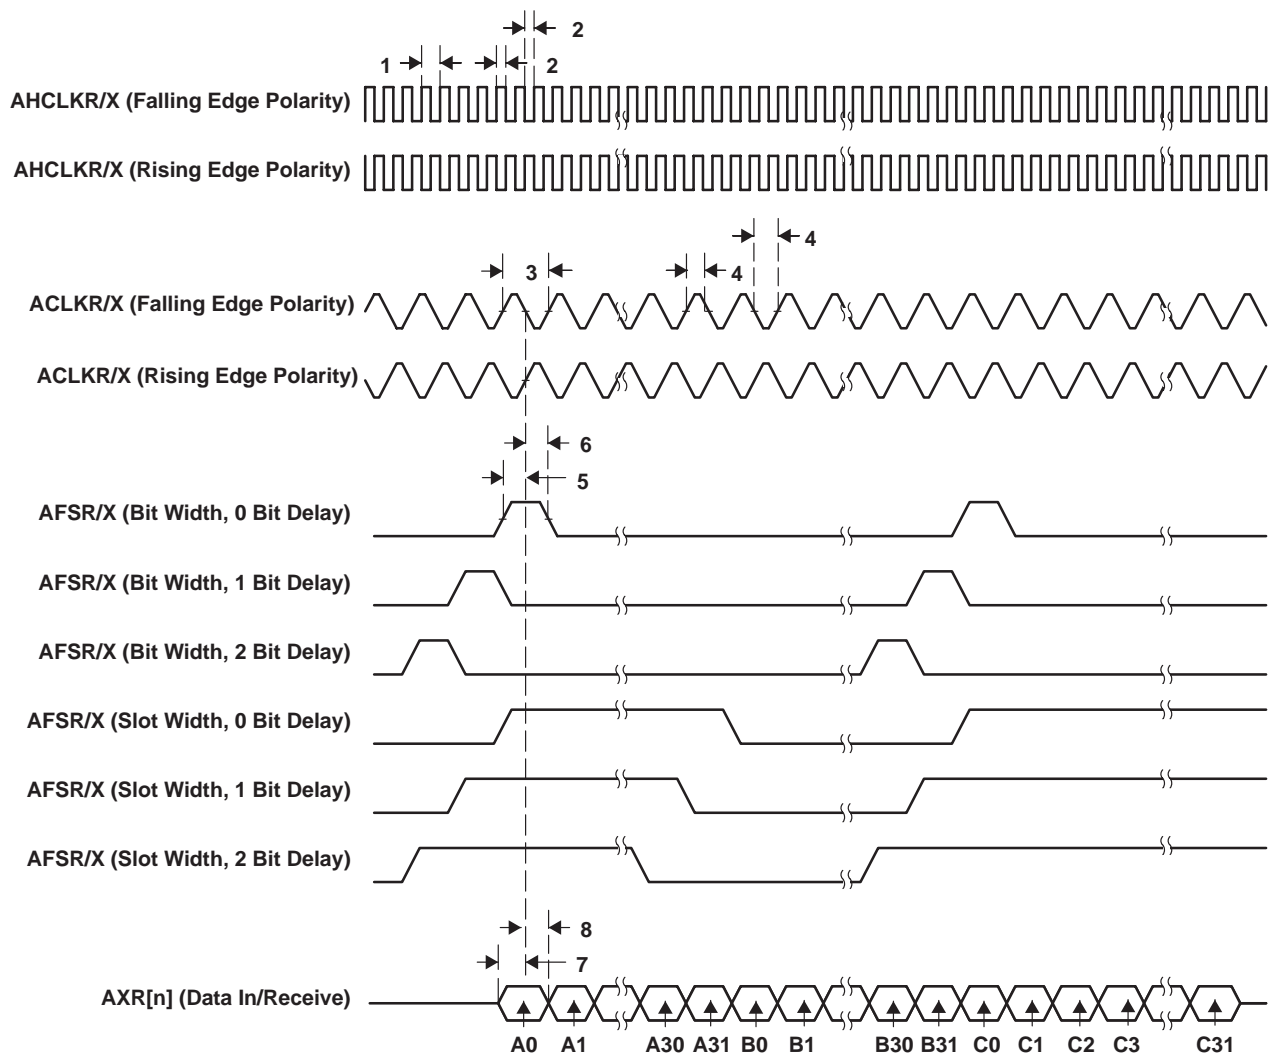 2
1 2
AHCLKR/X (Falling Edge Polarity)
AHCLKR/X (Rising Edge Polarity)
4
3 4
ACLKR/X (Falling Edge Polarity)
ACLKR/X (Rising Edge Polarity)
6
5
AFSR/X (Bit Width, 0 Bit Delay)
AFSR/X (Bit Width, 1 Bit Delay)
AFSR/X (Bit Width, 2 Bit Delay)
AFSR/X (Slot Width, 0 Bit Delay)
AFSR/X (Slot Width, 1 Bit Delay)
AFSR/X (Slot Width, 2 Bit Delay)
8
7
AXR[n] (Data In/Receive)
A0 A1 A30 A31 B0 B1 B30 B31 C0 C1 C2 C3 C31